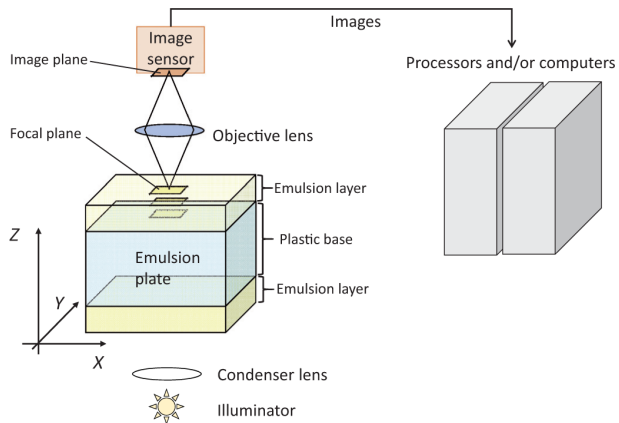 Images
Image
sensor
Image plane
Processors and/or computers
Focal plane
Objective lens
Emulsion layer
Z
Plastic base
Emulsion
plate
Emulsion layer
Y
X
Condenser lens
Illuminator